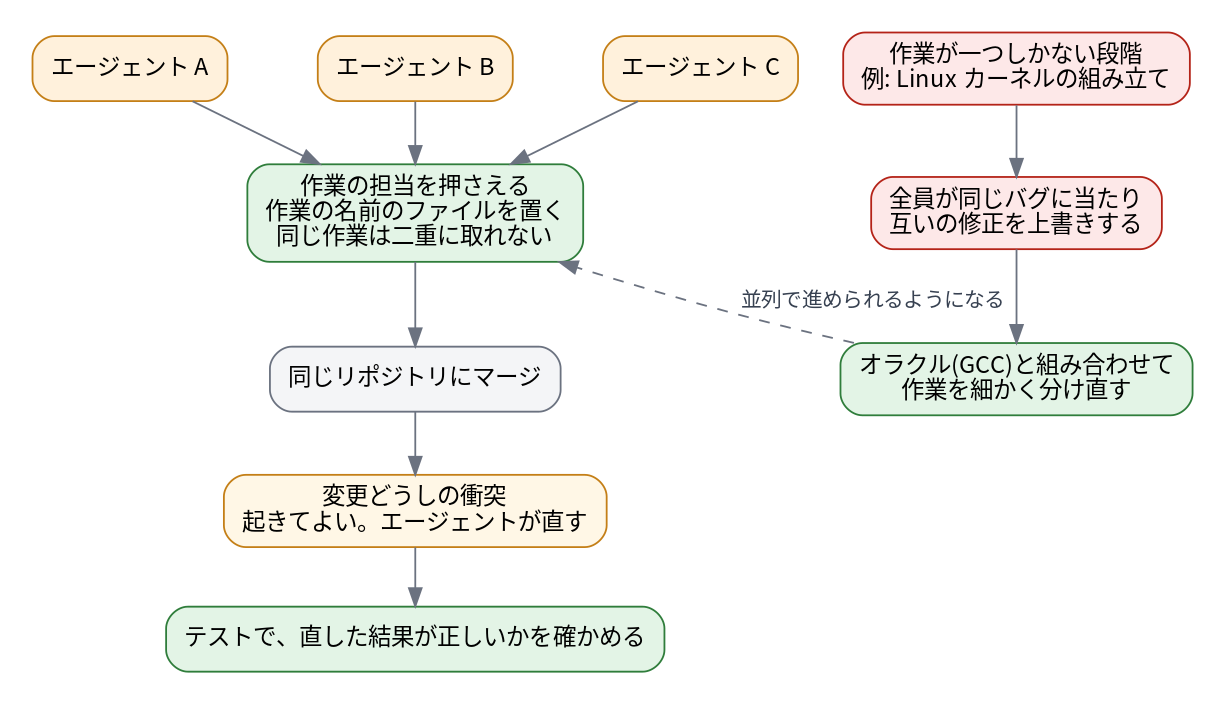 エージェント A
エージェント B
エージェント C
作業が一つしかない段階
例: Linux カーネルの組み立て
作業の担当を押さえる
作業の名前のファイルを置く
同じ作業は二重に取れない
全員が同じバグに当たり
互いの修正を上書きする
並列で進められるようになる
同じリポジトリにマージ
オラクル(GCC)と組み合わせて
作業を細かく分け直す
変更どうしの衝突
起きてよい。エージェントが直す
テストで、直した結果が正しいかを確かめる